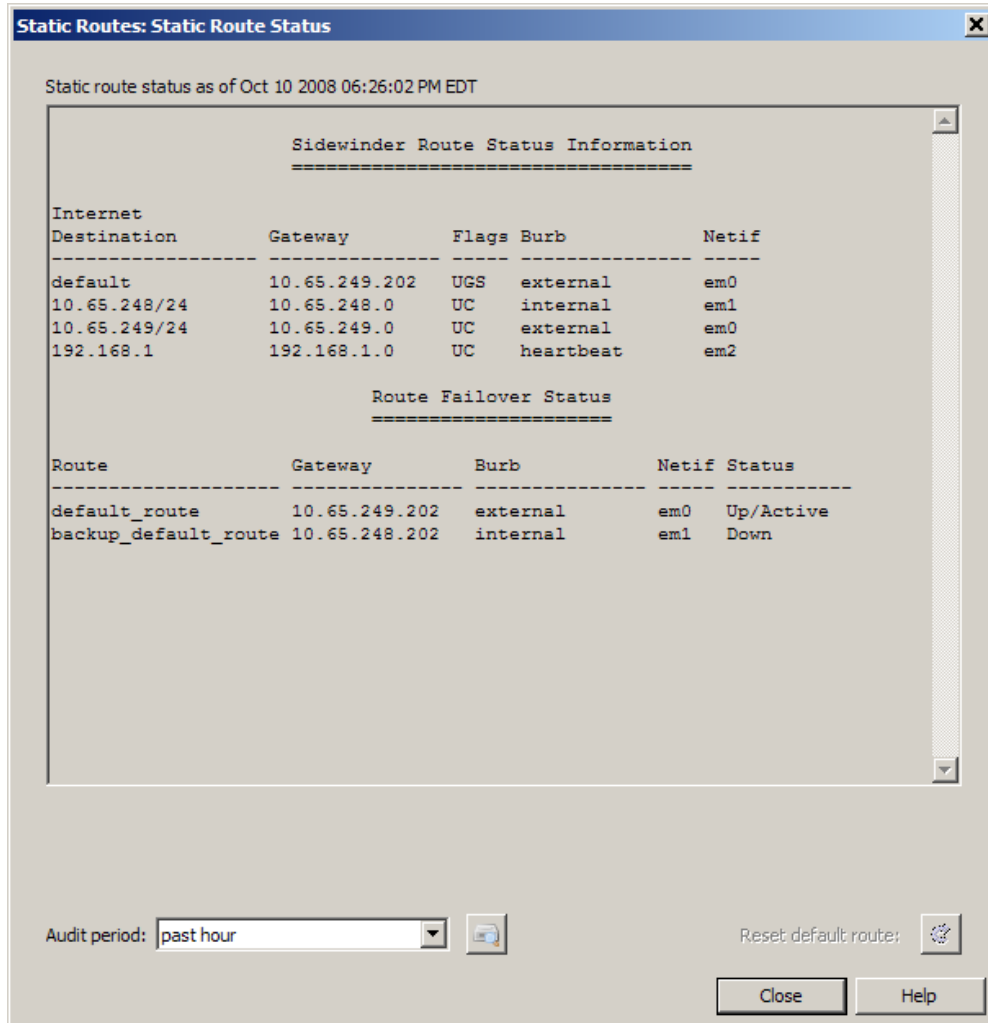 Static Routes: Static Route Status
Static route status as of Oct 10 2008 06:26:02 PM EDT
Sidewinder Route Status Information
===================================
Internet
Destination Gateway Flags Burb Netif
------------------ --------------- ----- --------------- -----
default 10.65.249.202 UGS external em0
10.65.248/24 10.65.248.0 UC internal em1
10.65.249/24 10.65.249.0 UC external em0
192.168.1 192.168.1.0 UC heartbeat em2
Route Failover Status
=====================
Route Gateway Burb Netif Status
-------------------- --------------- --------------- ----- -----------
default_route 10.65.249.202 external em0 Up/Active
backup_default_route 10.65.248.202 internal em1 Down
Audit period: past hour Reset default route:
Close Help